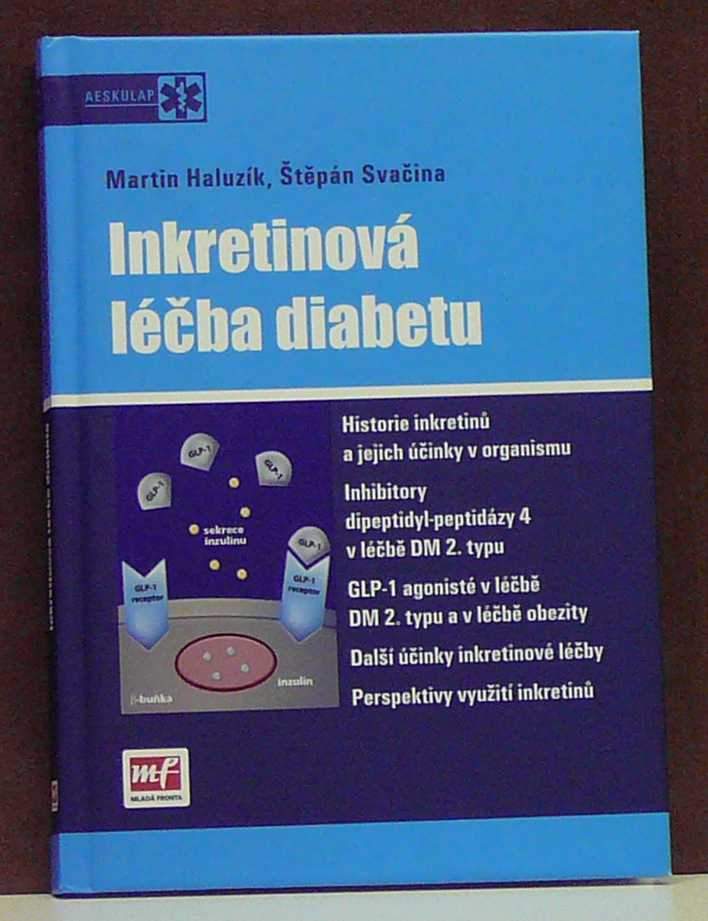 AESKULAP
Martin Haluzík, Štěpán Svačina
Inkretinová
léčba diabetu
Historie inkretinů
a jejich účinky v organismu
Inhibitory
dipeptidyl-peptidázy 4
v léčbě DM 2. typu
GLP-1 agonisté v léčbě
DM 2. typu a v léčbě obezity
Další účinky inkretinové léčby
Perspektivy využití inkretinů
GLP-1
GLP-1
GLP-1
sekrece
inzulinu
GLP-1
GLP-1
receptor
GLP-1
receptor
inzulin
β-buňka
mf
MLADÁ FRONTA
Inkretinová léčba diabetu